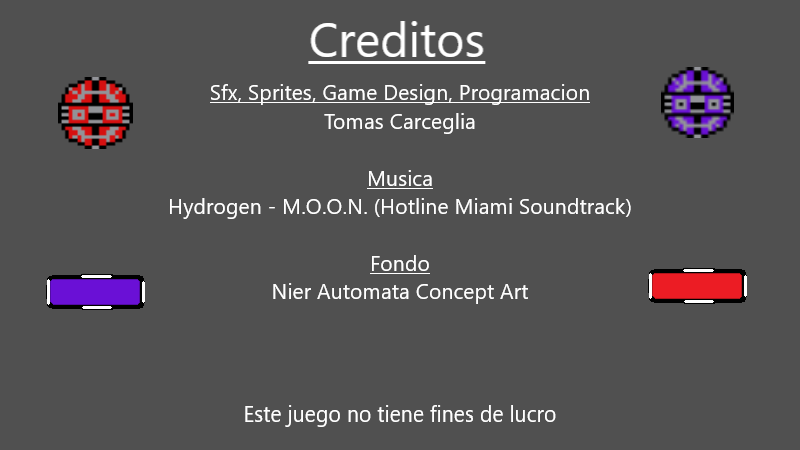 Creditos
Sfx, Sprites, Game Design, Programacion
Tomas Carceglia
Musica
Hydrogen - M.O.O.N. (Hotline Miami Soundtrack)
Fondo
Nier Automata Concept Art
Este juego no tiene fines de lucro